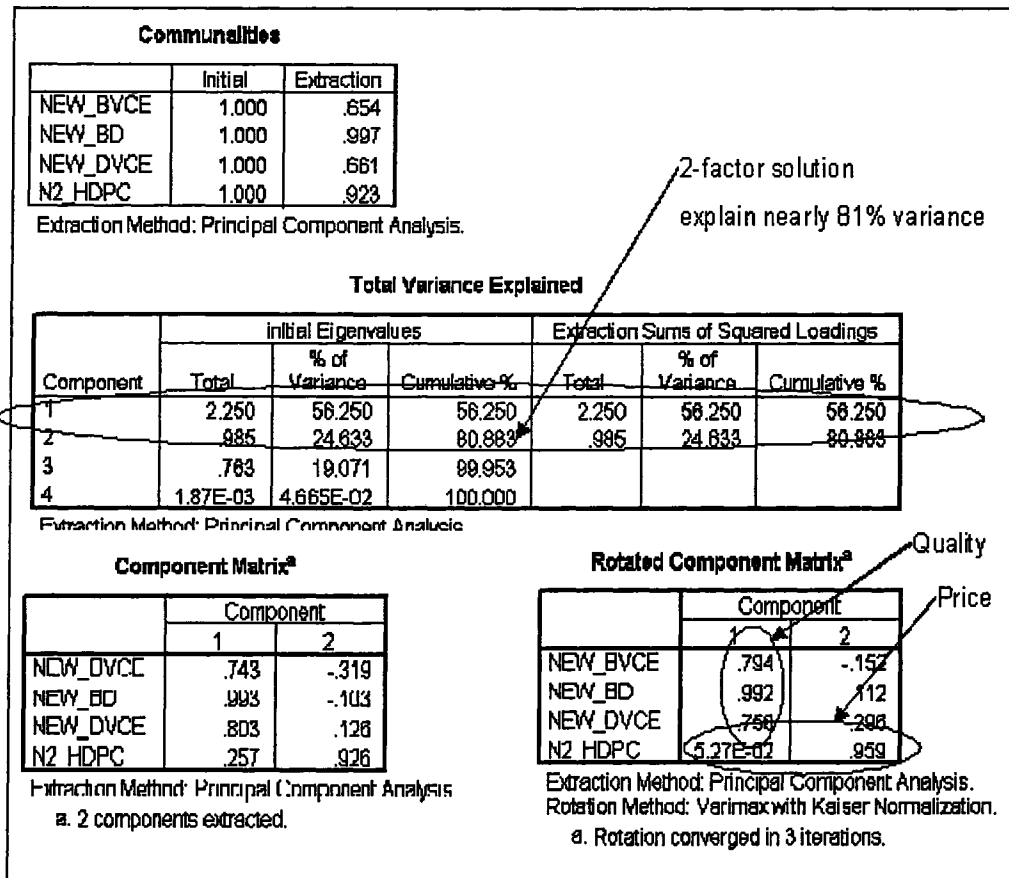 Communalities
Initial Extraction
NEW_BVCE 1.000 .654
NEW_BD 1.000 .997
NEW_DVCE 1.000 .661
N2_HDPC 1.000 .923
Extraction Method: Principal Component Analysis.
2-factor solution
explain nearly 81% variance
Total Variance Explained
Initial Eigenvalues Extraction Sums of Squared Loadings
Component Total % of Variance Cumulative % Total % of Variance Cumulative %
1 2.250 56.250 56.250 2.250 56.250 56.250
2 .985 24.633 80.883 .985 24.633 80.883
3 .763 19.071 99.953
4 1.87E-03 4.665E-02 100.000
Extraction Method: Principal Component Analysis
Component Matrixa
Component
1 2
.743 -.319
NEW_BD .993 -.103
NEW_DVCE .803 .126
N2_HDPC .257 .926
Extraction Method: Principal Component Analysis
a. 2 components extracted.
Quality
Price
Rotated Component Matrixa
Component
1 2
NEW_BVCE .794 -.152
NEW_BD .992 .112
NEW_DVCE .756 .296
N2_HDPC 5.27E-02 .959
Extraction Method: Principal Component Analysis.
Rotation Method: Varimax with Kaiser Normalization.
a. Rotation converged in 3 iterations.